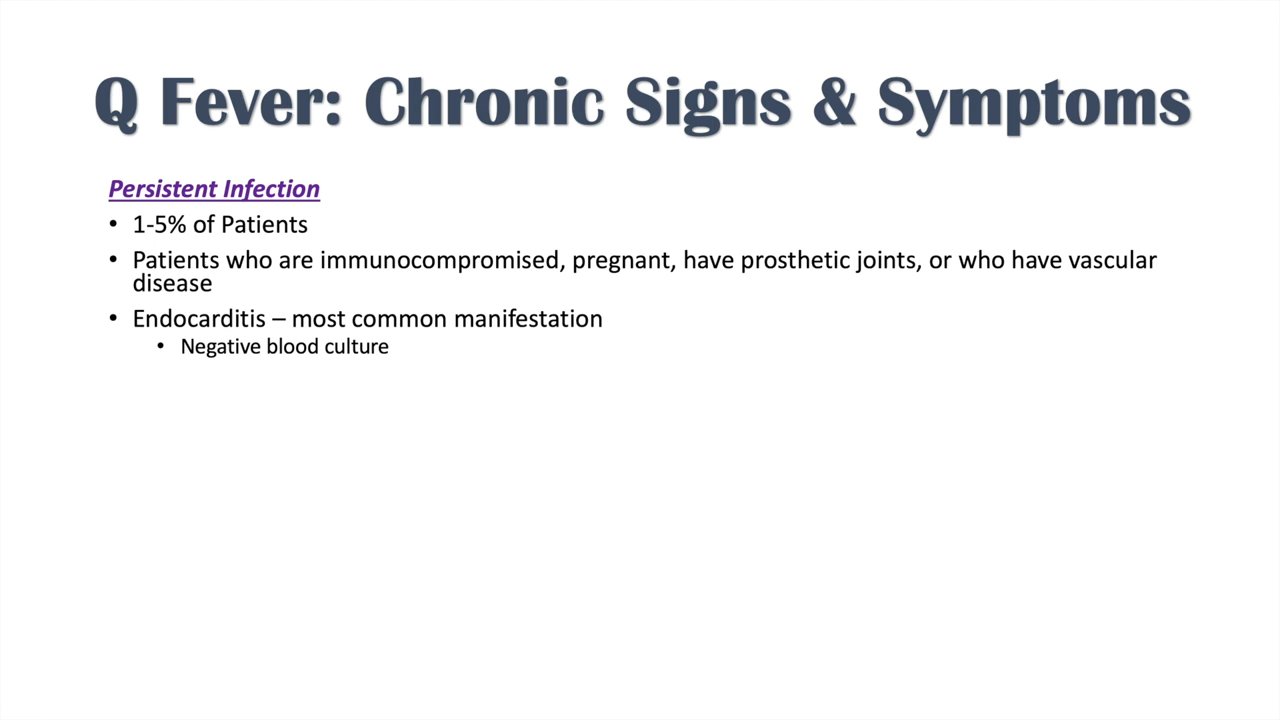 Q Fever: Chronic Signs & Symptoms
Persistent Infection
• 1-5% of Patients
• Patients who are immunocompromised, pregnant, have prosthetic joints, or who have vascular
disease
• Endocarditis – most common manifestation
• Negative blood culture